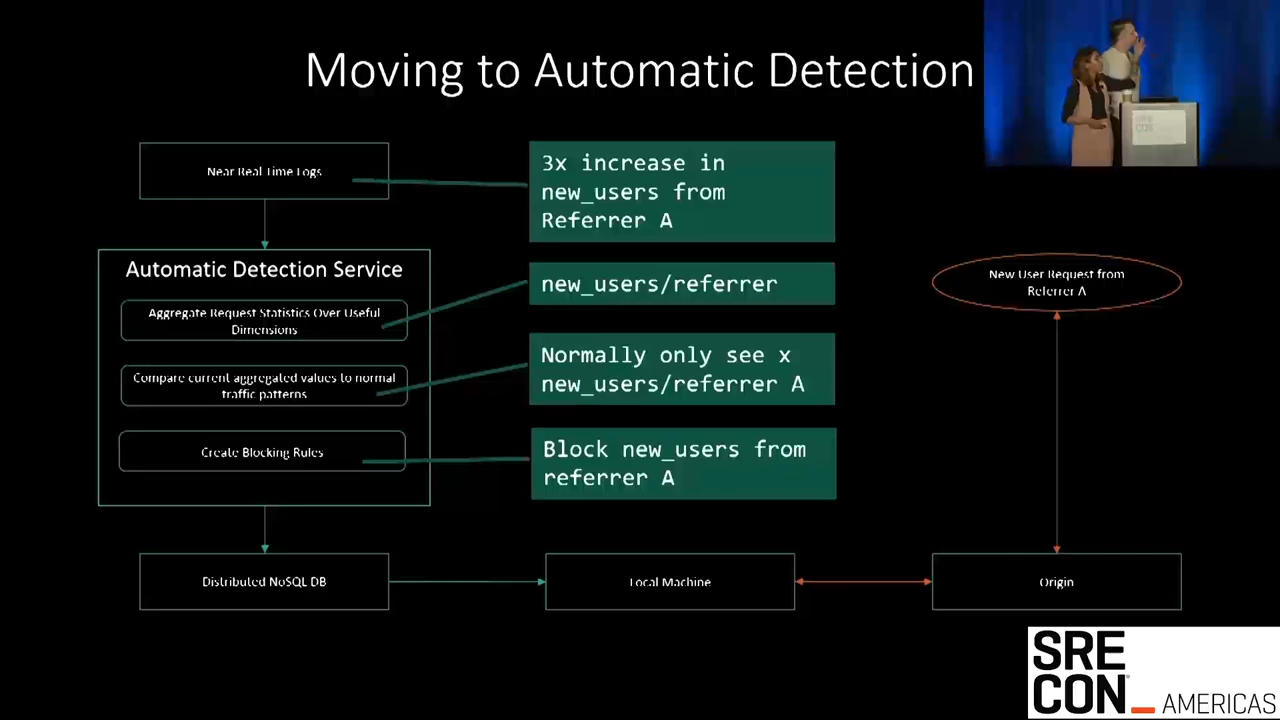 Moving to Automatic Detection
Near Real Time Logs
3x increase in
new_users from
Referrer A
Automatic Detection Service
new_users/referrer
Aggregate Request Statistics Over Useful
Dimensions
Normally only see x
new_users/referrer A
Compare current aggregated values to normal
traffic patterns
Create Blocking Rules
Block new_users from
referrer A
New User Request from
Referrer A
Distributed NoSQL DB
Local Machine
Origin
SRE
CON
SRE
CON
AMERICAS